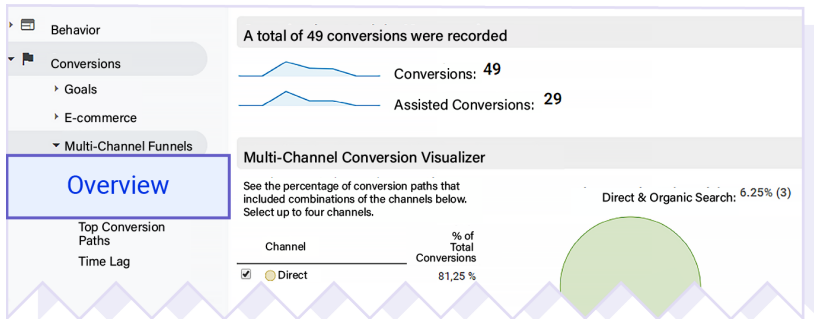 Behavior
Conversions
Goals
E-commerce
Multi-Channel Funnels
Overview
Top Conversion
Paths
Time Lag
A total of 49 conversions were recorded
Conversions: 49
Assisted Conversions: 29
Multi-Channel Conversion Visualizer
See the percentage of conversion paths that
included combinations of the channels below.
Select up to four channels.
Channel
% of
Total
Conversions
Direct 81,25 %
Direct & Organic Search: 6.25% (3)